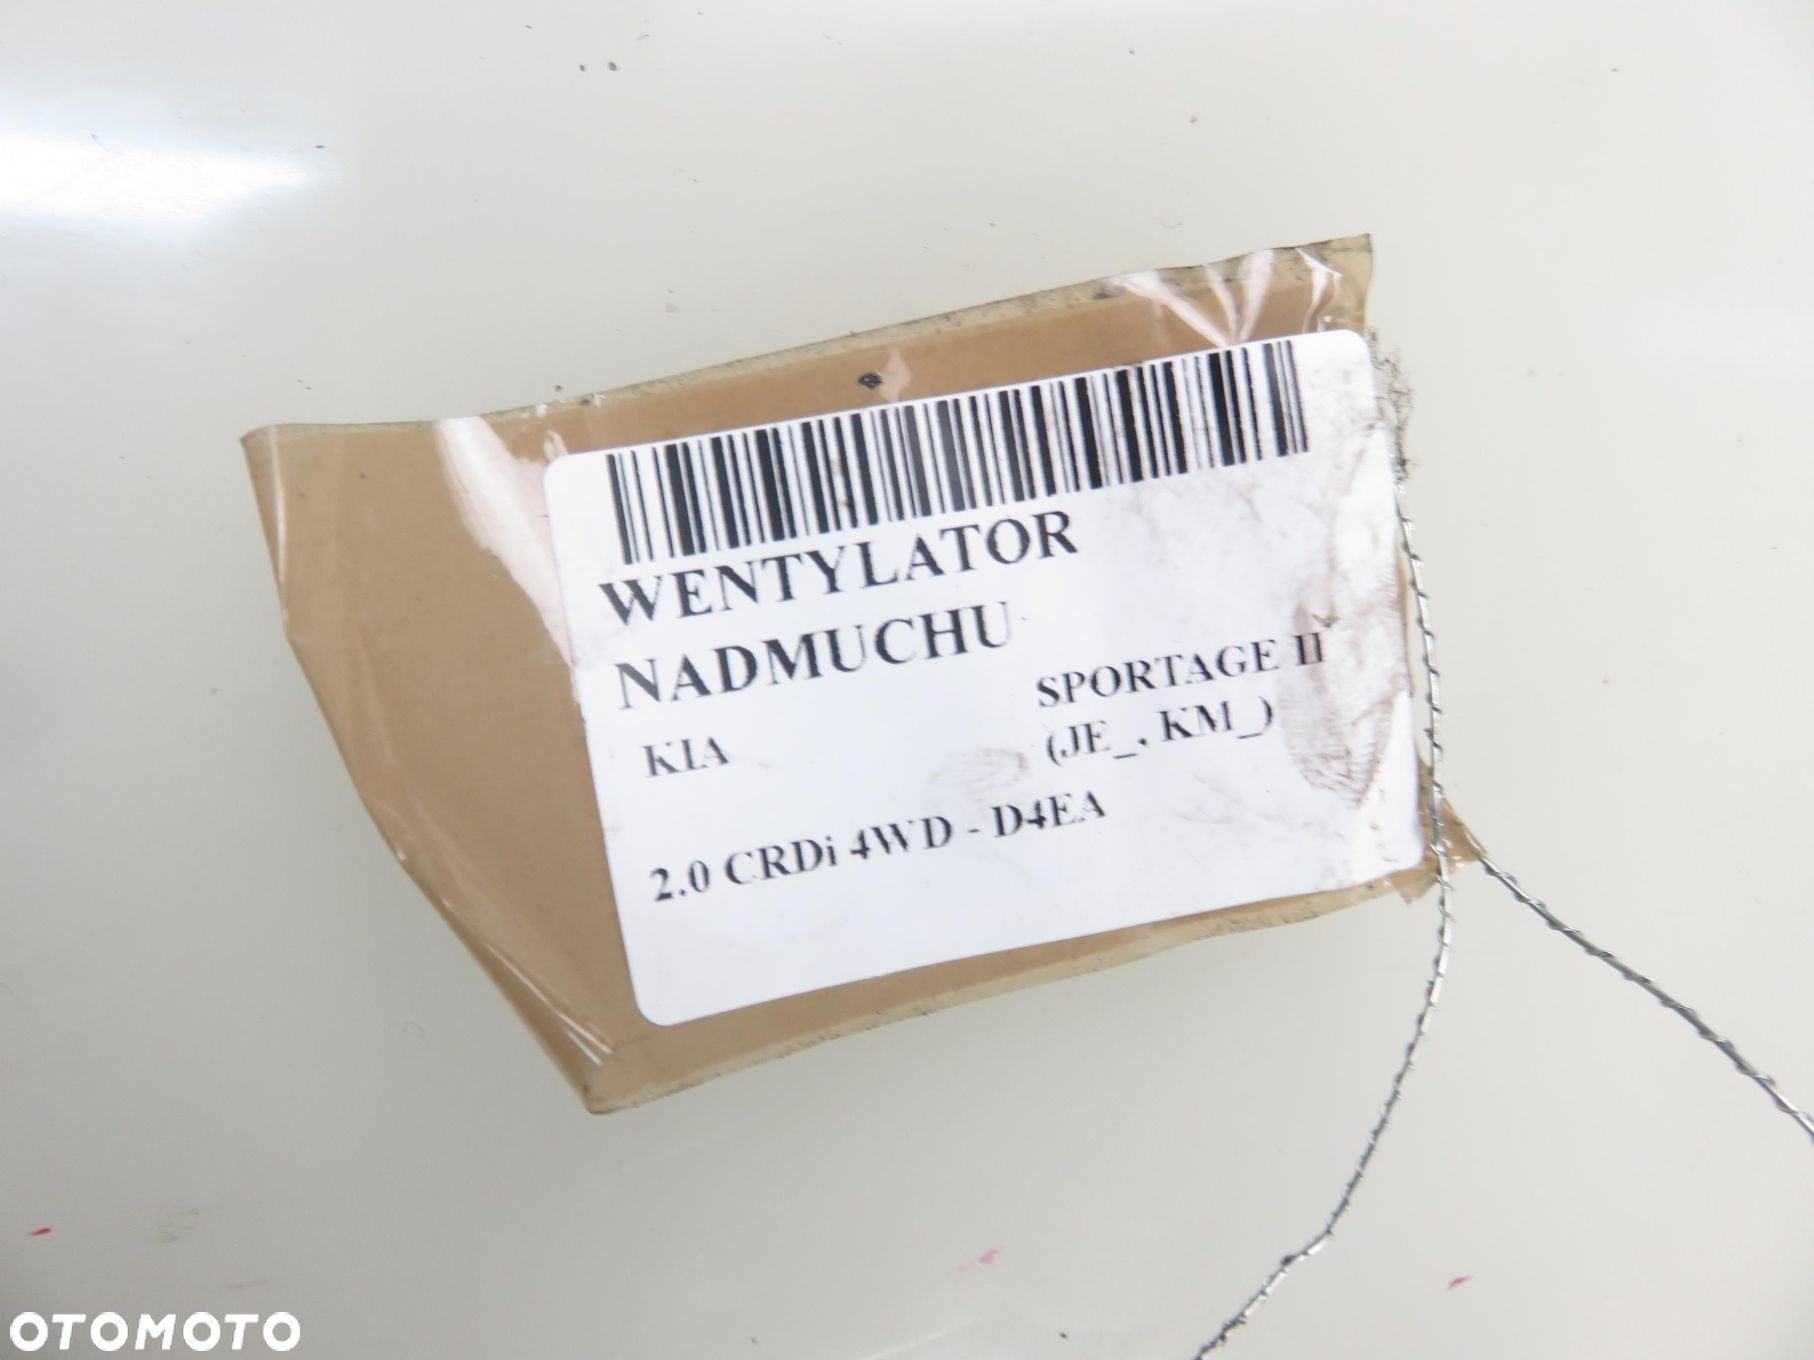 WENTYLATOR
NADMUCHU
KIA
SPORTAGE II
(JE_, KM_)
2.0 CRDi 4WD - D4EA
OTOMOTO